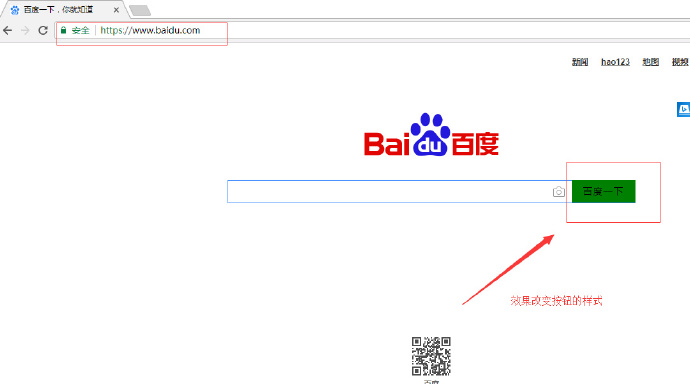 百度一下，你就知道
安全 https://www.baidu.com
新闻 hao123 地图 视频
Bai du 百度
百度一下
效果改变按钮的样式
百度